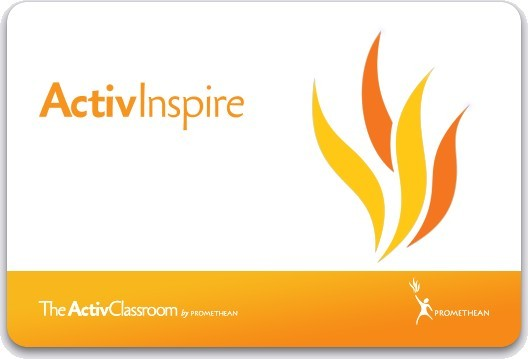 ActivInspire
The ActivClassroom by PROMETHEAN
PROMETHEAN